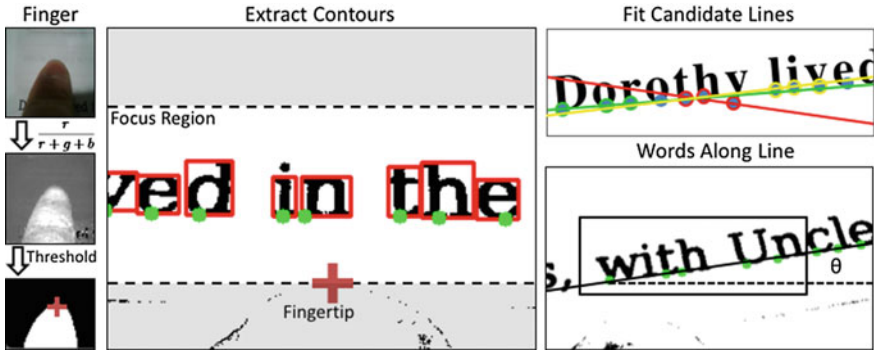 Finger
Extract Contours
Fit Candidate Lines
r
r + g + b
Threshold
Focus Region
ved in the
Fingertip
Dorothy lived
Words Along Line
s, with Uncle
θ